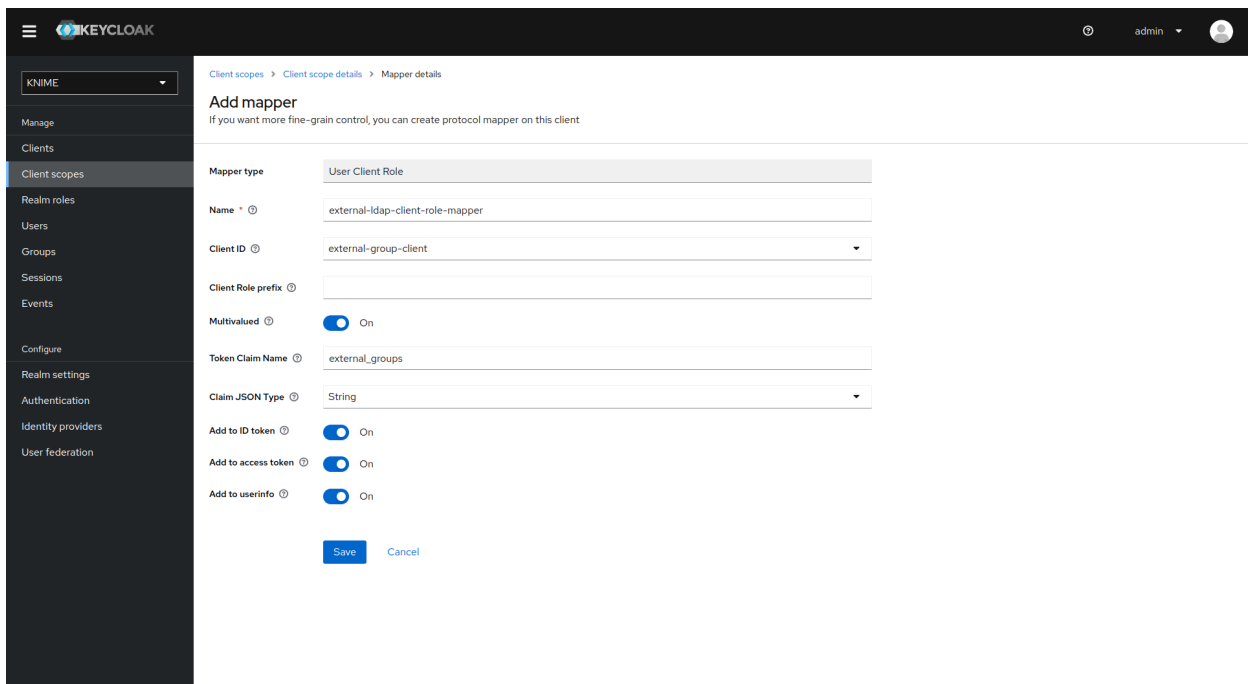 KEYCLOAK
admin
KNIME
Manage
Clients
Client scopes
Realm roles
Users
Groups
Sessions
Events
Configure
Realm settings
Authentication
Identity providers
User federation
Client scopes > Client scope details > Mapper details
Add mapper
If you want more fine-grain control, you can create protocol mapper on this client
Mapper type User Client Role
Name * external-ldap-client-role-mapper
Client ID external-group-client
Client Role prefix
Multivalued On
Token Claim Name external_groups
Claim JSON Type String
Add to ID token On
Add to access token On
Add to userinfo On
Save Cancel